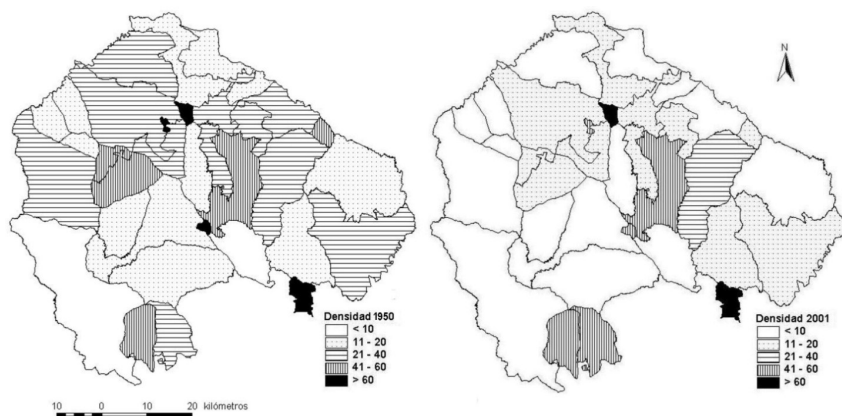 N
Densidad 1950
< 10
11 - 20
21 - 40
41 - 60
> 60
Densidad 2001
< 10
11 - 20
21 - 40
41 - 60
> 60
10 0 10 20 kilómetros